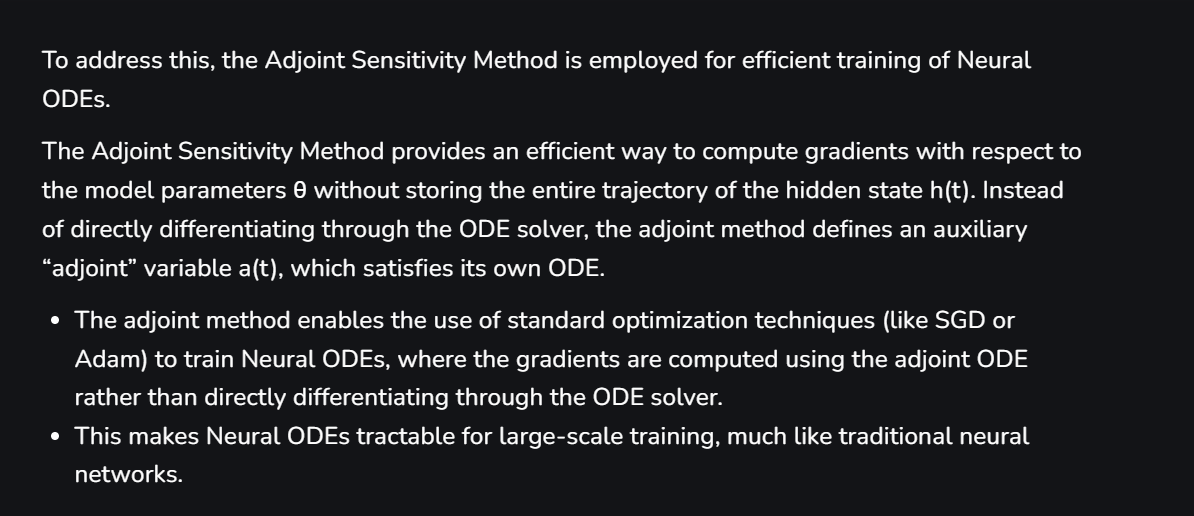 To address this, the Adjoint Sensitivity Method is employed for efficient training of Neural
ODEs.
The Adjoint Sensitivity Method provides an efficient way to compute gradients with respect to
the model parameters θ without storing the entire trajectory of the hidden state h(t). Instead
of directly differentiating through the ODE solver, the adjoint method defines an auxiliary
“adjoint” variable a(t), which satisfies its own ODE.
• The adjoint method enables the use of standard optimization techniques (like SGD or
Adam) to train Neural ODEs, where the gradients are computed using the adjoint ODE
rather than directly differentiating through the ODE solver.
• This makes Neural ODEs tractable for large-scale training, much like traditional neural
networks.